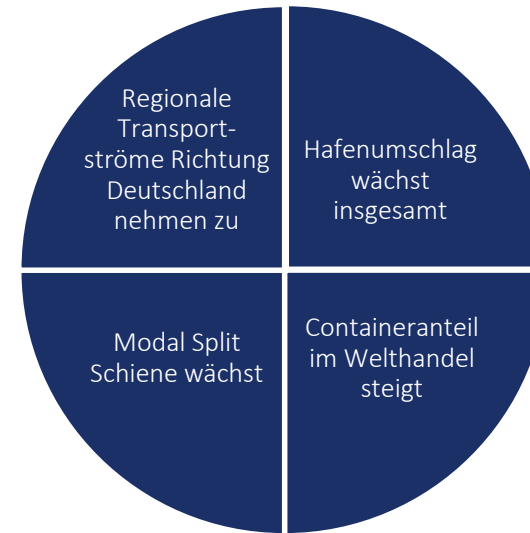 Regionale
Transport-
ströme Richtung
Deutschland
nehmen zu
Hafenumschlag
wächst
insgesamt
Modal Split
Schiene wächst
Containeranteil
im Welthandel
steigt